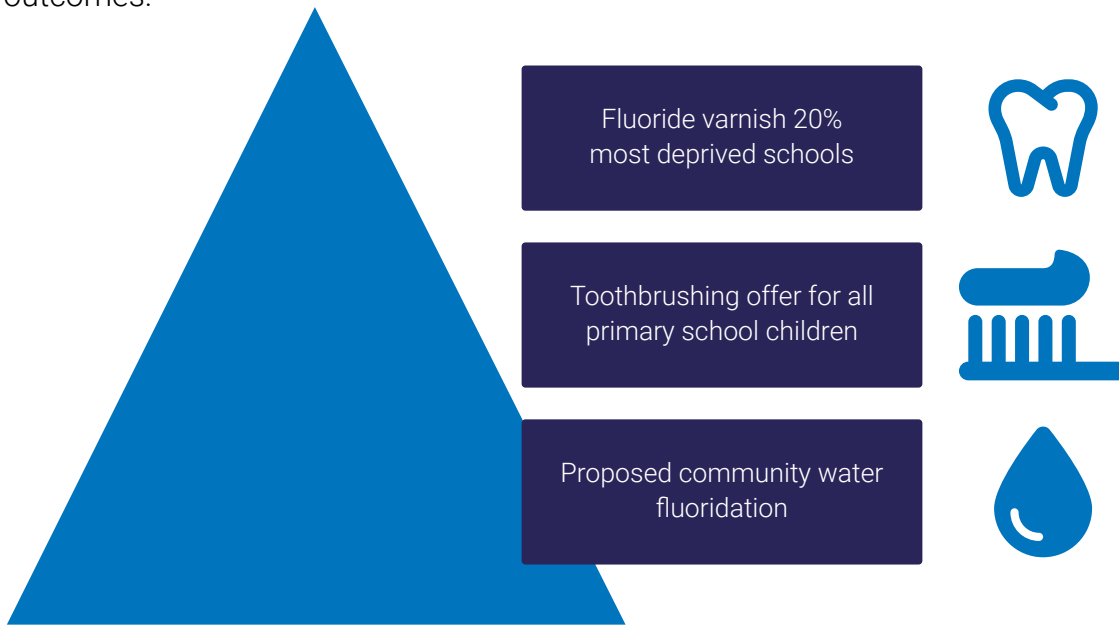 outcomes.
Fluoride varnish 20%
most deprived schools
Toothbrushing offer for all
primary school children
Proposed community water
fluoridation